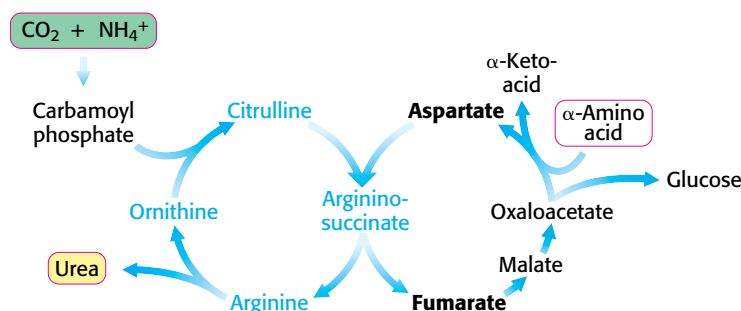 CO₂ + NH₄⁺
α-Keto-
acid
Carbamoyl
phosphate
Citrulline
Aspartate
α-Amino
acid
Glucose
Ornithine
Arginino-
succinate
Oxaloacetate
Malate
Urea
Arginine
Fumarate